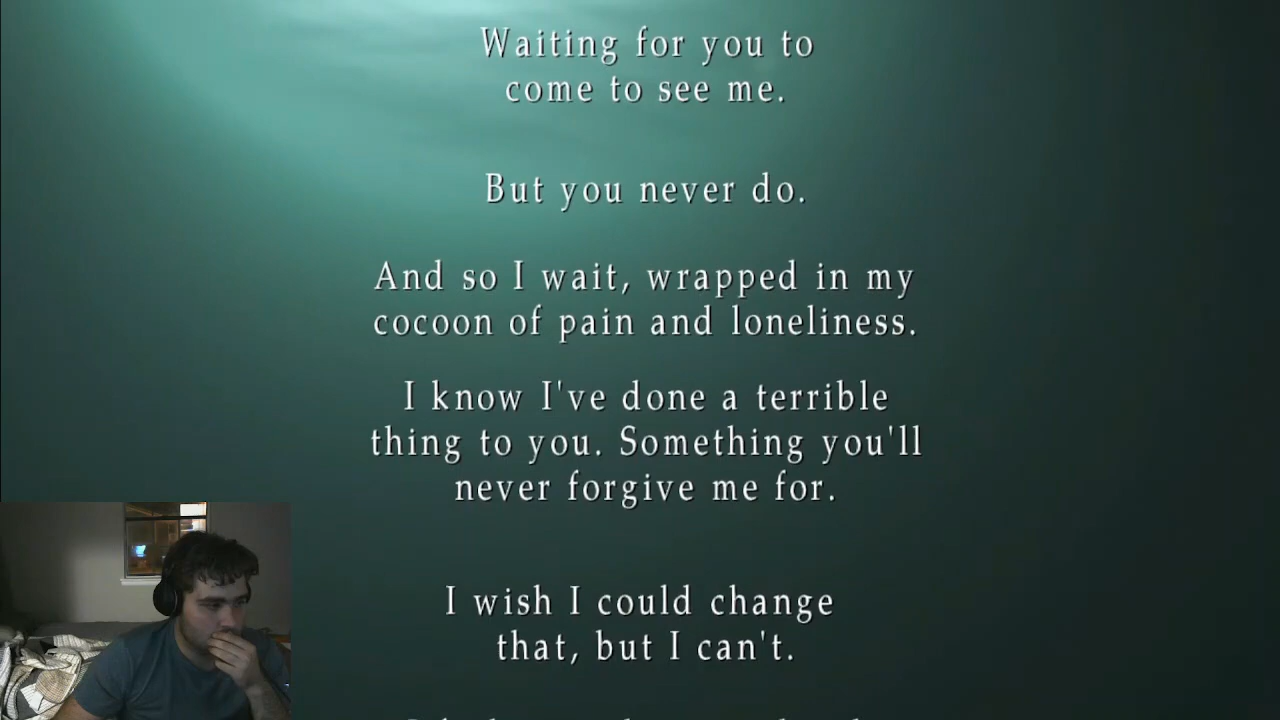 Waiting for you to
come to see me.
But you never do.
And so I wait, wrapped in my
cocoon of pain and loneliness.
I know I've done a terrible
thing to you. Something you'll
never forgive me for.
I wish I could change
that, but I can't.